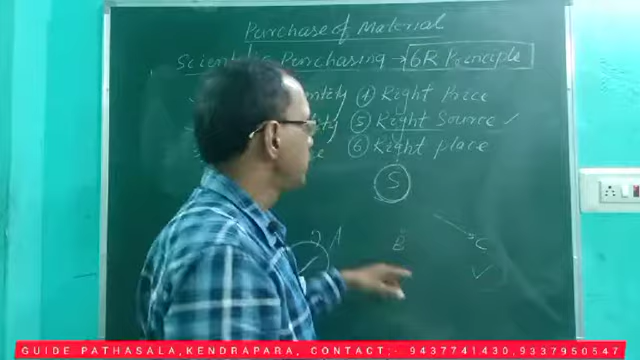 Purchase of Material
Scientific Purchasing → 6R Principle
④ Right Price
⑤ Right Source ✓
⑥ Right place
S
A
B
C
✓
GUIDE PATHASALA, KENDRAPARA, CONTACT: 9437741430, 9337950547